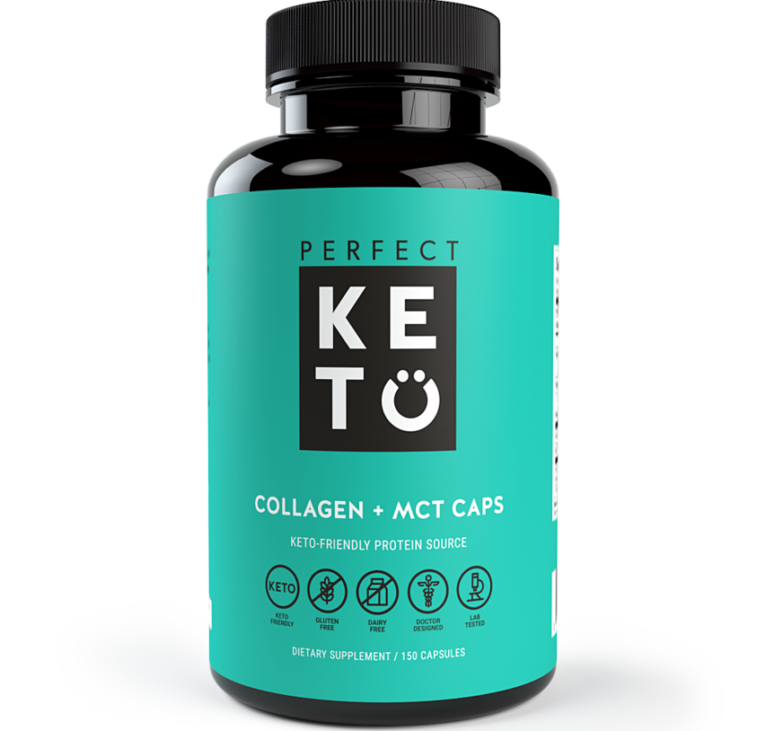 PERFECT
KE
TÖ
COLLAGEN + MCT CAPS
KETO-FRIENDLY PROTEIN SOURCE
KETO
KETO FRIENDLY
GLUTEN FREE
DAIRY FREE
DOCTOR DESIGNED
LAB TESTED
DIETARY SUPPLEMENT / 150 CAPSULES